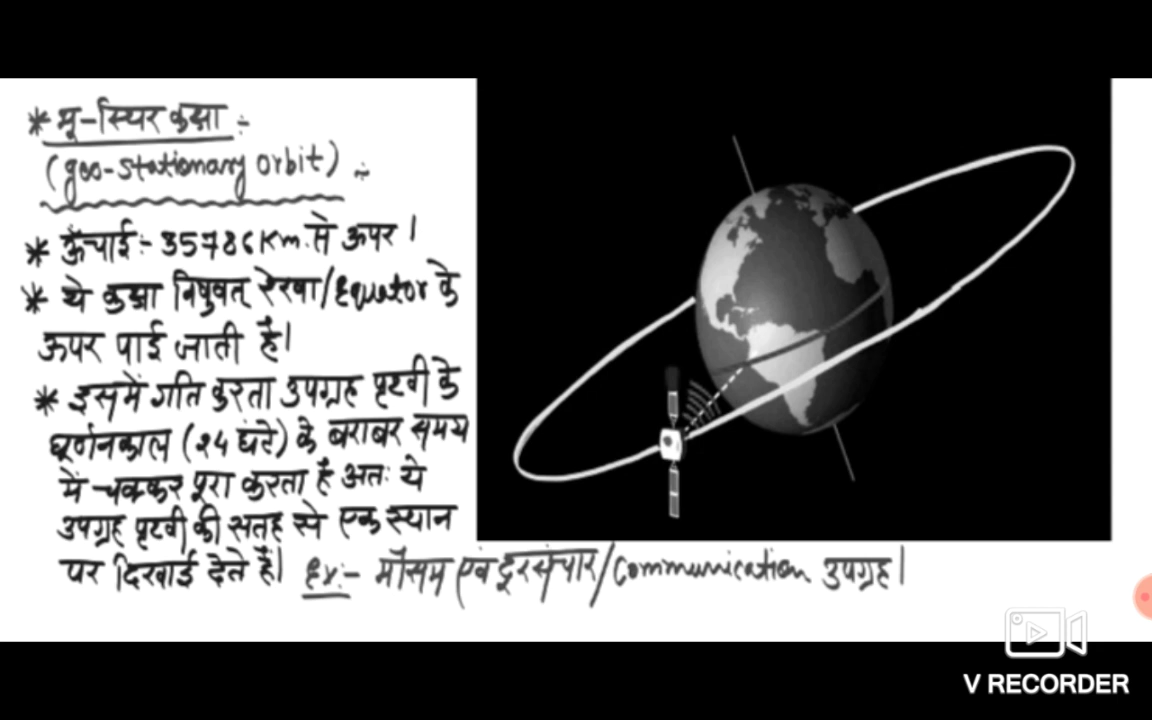 * भू-स्थिर कक्षा :-
(geo-stationary orbit) :-
* ऊँचाई:- 35786 Km. से ऊपर।
* ये कक्षा विषुवत् रेखा/Equator के
ऊपर पाई जाती है।
* इसमें गति करता उपग्रह पृथ्वी के
घूर्णनकाल (24 घंटे) के बराबर समय
में चक्कर पूरा करता है अतः ये
उपग्रह पृथ्वी की सतह से एक स्थान
पर दिखाई देते हैं। Ex:- मौसम एवं दूरसंचार/Communication उपग्रह।
V RECORDER